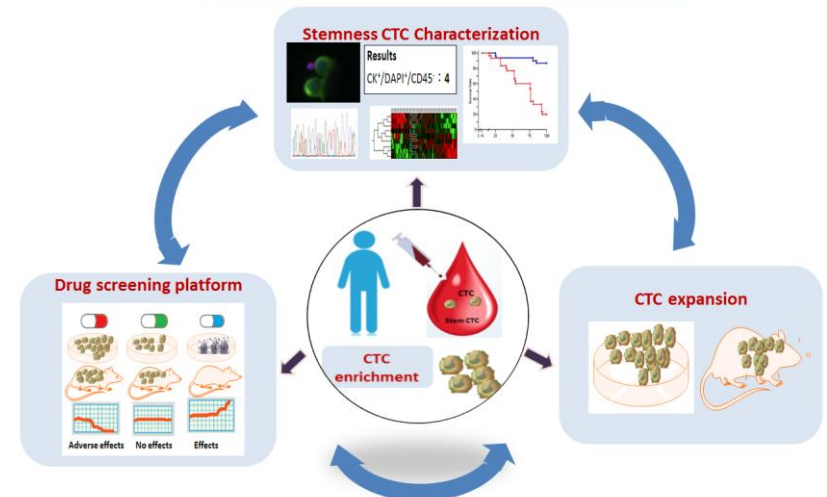 Stemness CTC Characterization
Results
CK⁺/DAPI⁺/CD45⁻ : 4
Drug screening platform
Adverse effects
No effects
Effects
CTC
Stem CTC
CTC
enrichment
CTC expansion